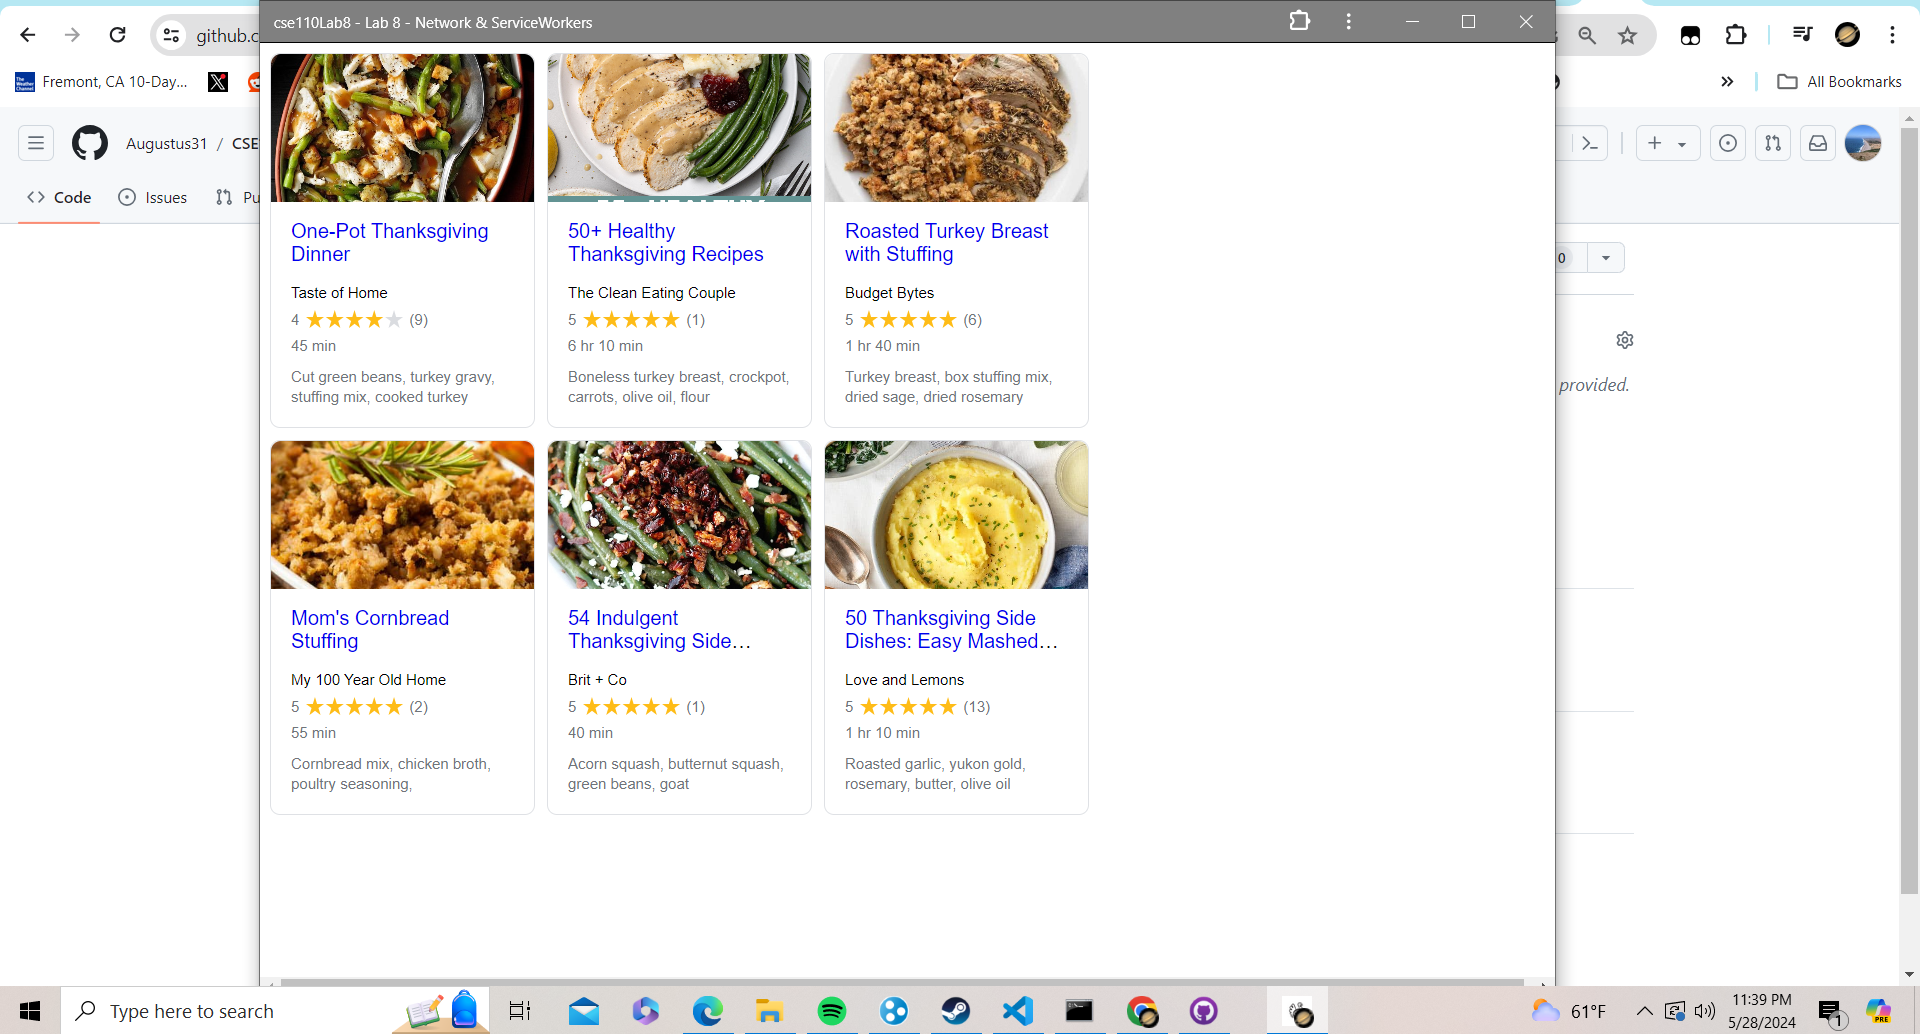 cse110Lab8 - Lab 8 - Network & ServiceWorkers
github.c
Fremont, CA 10-Day...
All Bookmarks
Augustus31 / CSE
Code
Issues
Pu
0
provided.
One-Pot Thanksgiving
Dinner
Taste of Home
4 ★★★★★ (9)
45 min
Cut green beans, turkey gravy,
stuffing mix, cooked turkey
50+ Healthy
Thanksgiving Recipes
The Clean Eating Couple
5 ★★★★★ (1)
6 hr 10 min
Boneless turkey breast, crockpot,
carrots, olive oil, flour
Roasted Turkey Breast
with Stuffing
Budget Bytes
5 ★★★★★ (6)
1 hr 40 min
Turkey breast, box stuffing mix,
dried sage, dried rosemary
Mom's Cornbread
Stuffing
My 100 Year Old Home
5 ★★★★★ (2)
55 min
Cornbread mix, chicken broth,
poultry seasoning,
54 Indulgent
Thanksgiving Side…
Brit + Co
5 ★★★★★ (1)
40 min
Acorn squash, butternut squash,
green beans, goat
50 Thanksgiving Side
Dishes: Easy Mashed…
Love and Lemons
5 ★★★★★ (13)
1 hr 10 min
Roasted garlic, yukon gold,
rosemary, butter, olive oil
Type here to search
61°F
11:39 PM
5/28/2024
1
PRE